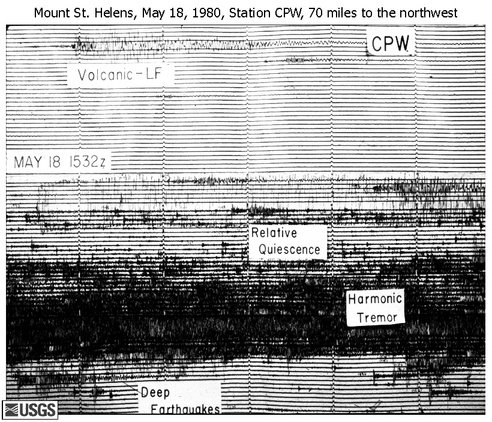 Mount St. Helens, May 18, 1980, Station CPW, 70 miles to the northwest
CPW
Volcanic-LF
MAY 18 1532z
Relative
Quiescence
Harmonic
Tremor
Deep
Earthquakes
USGS